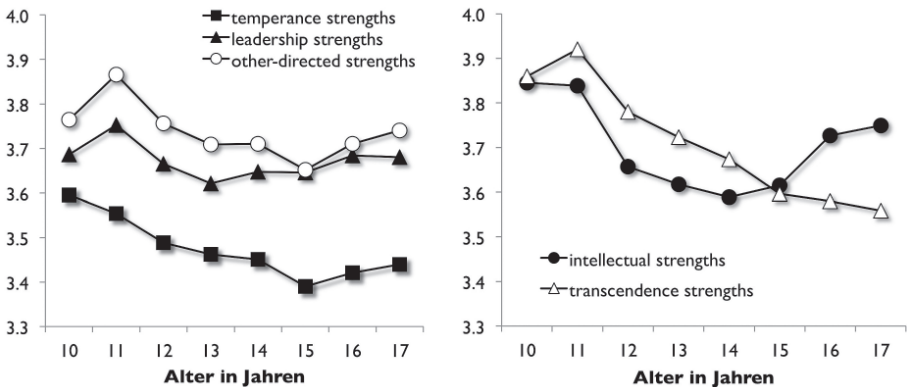 4.0
3.9
3.8
3.7
3.6
3.5
3.4
3.3
temperance strengths
leadership strengths
other-directed strengths
10 11 12 13 14 15 16 17
Alter in Jahren
4.0
3.9
3.8
3.7
3.6
3.5
3.4
3.3
intellectual strengths
transcendence strengths
10 11 12 13 14 15 16 17
Alter in Jahren